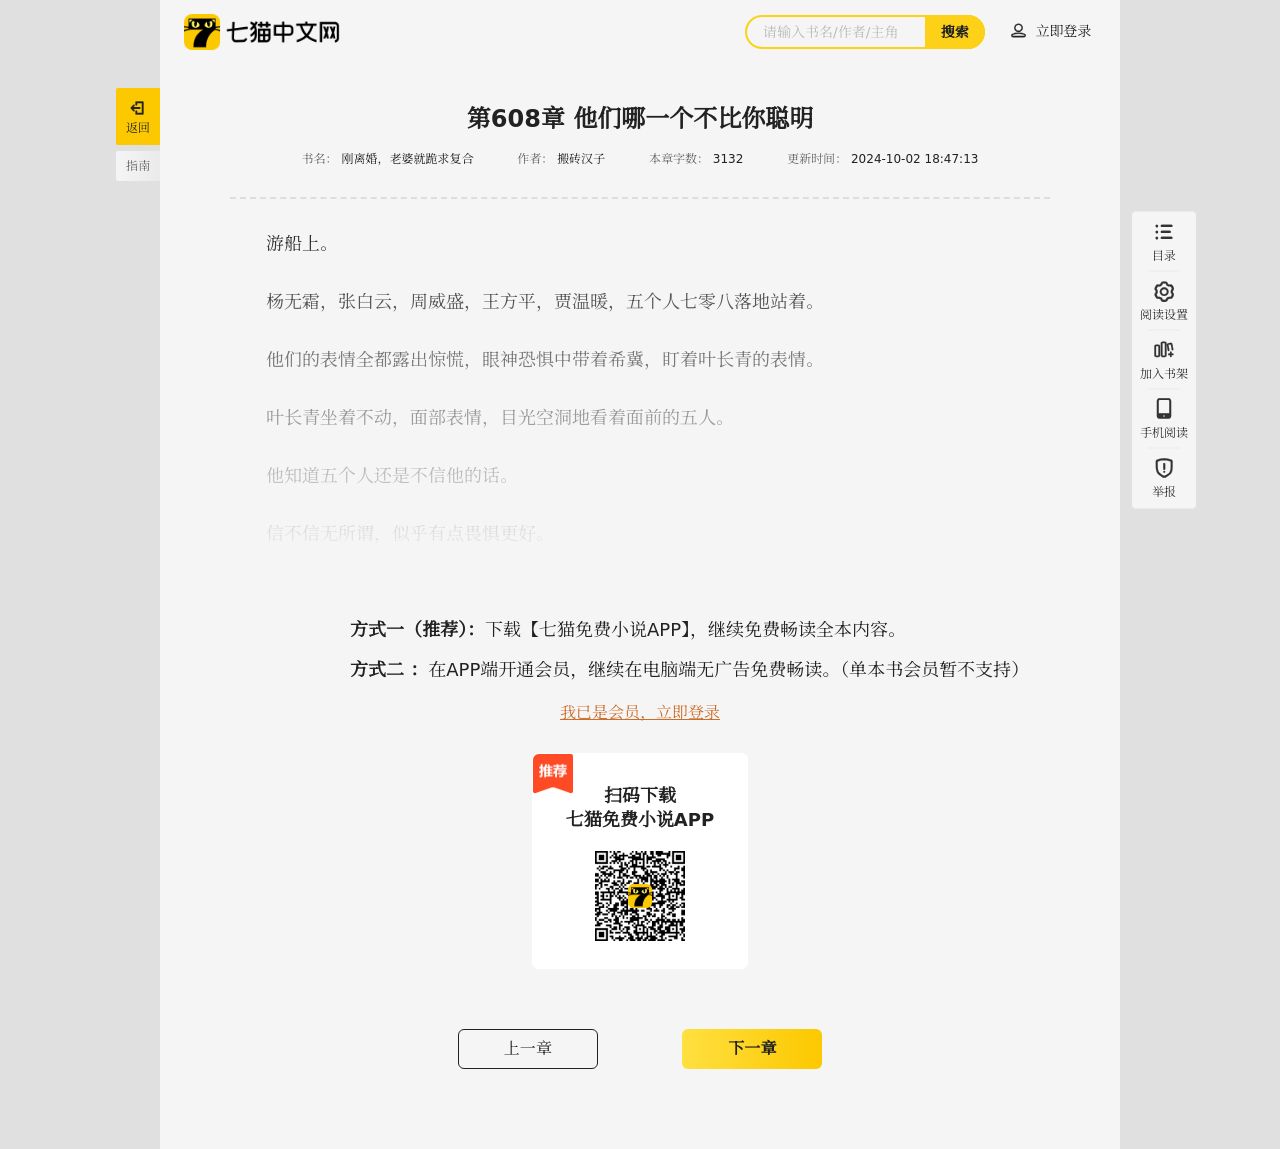 七猫中文网
请输入书名/作者/主角
搜索
立即登录
返回
指南
第608章 他们哪一个不比你聪明
书名： 刚离婚，老婆就跪求复合 作者： 搬砖汉子 本章字数： 3132 更新时间： 2024-10-02 18:47:13
游船上。
杨无霜，张白云，周威盛，王方平，贾温暖，五个人七零八落地站着。
他们的表情全都露出惊慌，眼神恐惧中带着希冀，盯着叶长青的表情。
叶长青坐着不动，面部表情，目光空洞地看着面前的五人。
他知道五个人还是不信他的话。
信不信无所谓，似乎有点畏惧更好。
目录
阅读设置
加入书架
手机阅读
举报
方式一（推荐）： 下载【七猫免费小说APP】，继续免费畅读全本内容。
方式二 ： 在APP端开通会员，继续在电脑端无广告免费畅读。（单本书会员暂不支持）
我已是会员，立即登录
推荐
扫码下载
七猫免费小说APP
上一章
下一章